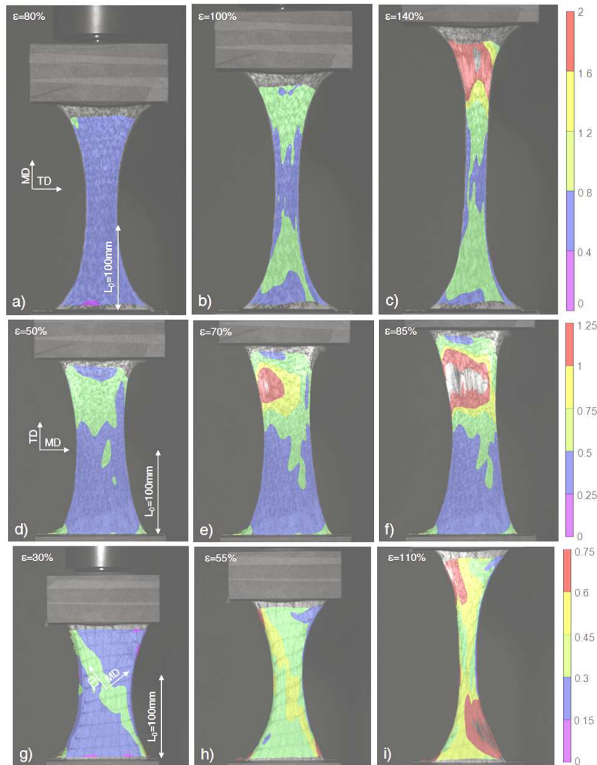 ε=80%
ε=100%
ε=140%
MD
TD
L₀=100mm
a)
b)
c)
2
1.6
1.2
0.8
0.4
0
ε=50%
ε=70%
ε=85%
TD
MD
L₀=100mm
d)
e)
f)
1.25
1
0.75
0.5
0.25
0
ε=30%
ε=55%
ε=110%
MD
L₀=100mm
g)
h)
i)
0.75
0.6
0.45
0.3
0.15
0